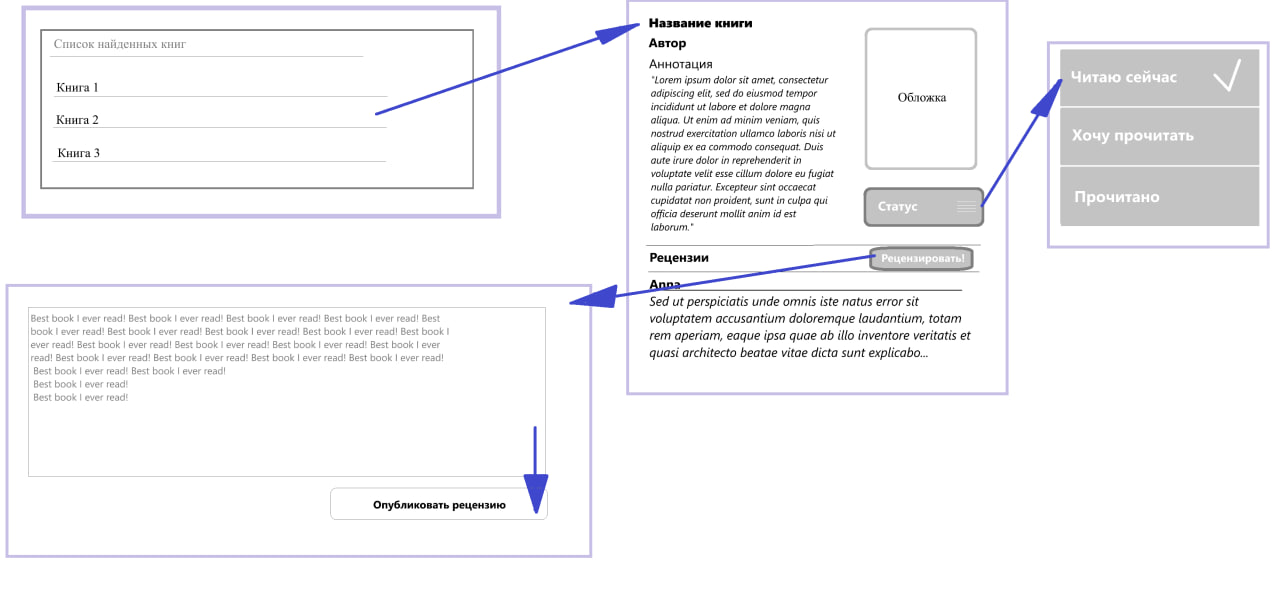 Список найденных книг
Книга 1
Книга 2
Книга 3
Название книги
Автор
Аннотация
"Lorem ipsum dolor sit amet, consectetur
adipiscing elit, sed do eiusmod tempor
incididunt ut labore et dolore magna
aliqua. Ut enim ad minim veniam, quis
nostrud exercitation ullamco laboris nisi ut
aliquip ex ea commodo consequat. Duis
aute irure dolor in reprehenderit in
voluptate velit esse cillum dolore eu fugiat
nulla pariatur. Excepteur sint occaecat
cupidatat non proident, sunt in culpa qui
officia deserunt mollit anim id est
laborum."
Обложка
Статус
Рецензии
Рецензировать!
Anna
Sed ut perspiciatis unde omnis iste natus error sit
voluptatem accusantium doloremque laudantium, totam
rem aperiam, eaque ipsa quae ab illo inventore veritatis et
quasi architecto beatae vitae dicta sunt explicabo...
Читаю сейчас
Хочу прочитать
Прочитано
Best book I ever read! Best book I ever read! Best book I ever read! Best book I ever read! Best
book I ever read! Best book I ever read! Best book I ever read! Best book I ever read! Best book I
ever read! Best book I ever read! Best book I ever read! Best book I ever read! Best book I ever
read! Best book I ever read! Best book I ever read! Best book I ever read! Best book I ever read!
Best book I ever read! Best book I ever read!
Best book I ever read!
Best book I ever read!
Опубликовать рецензию